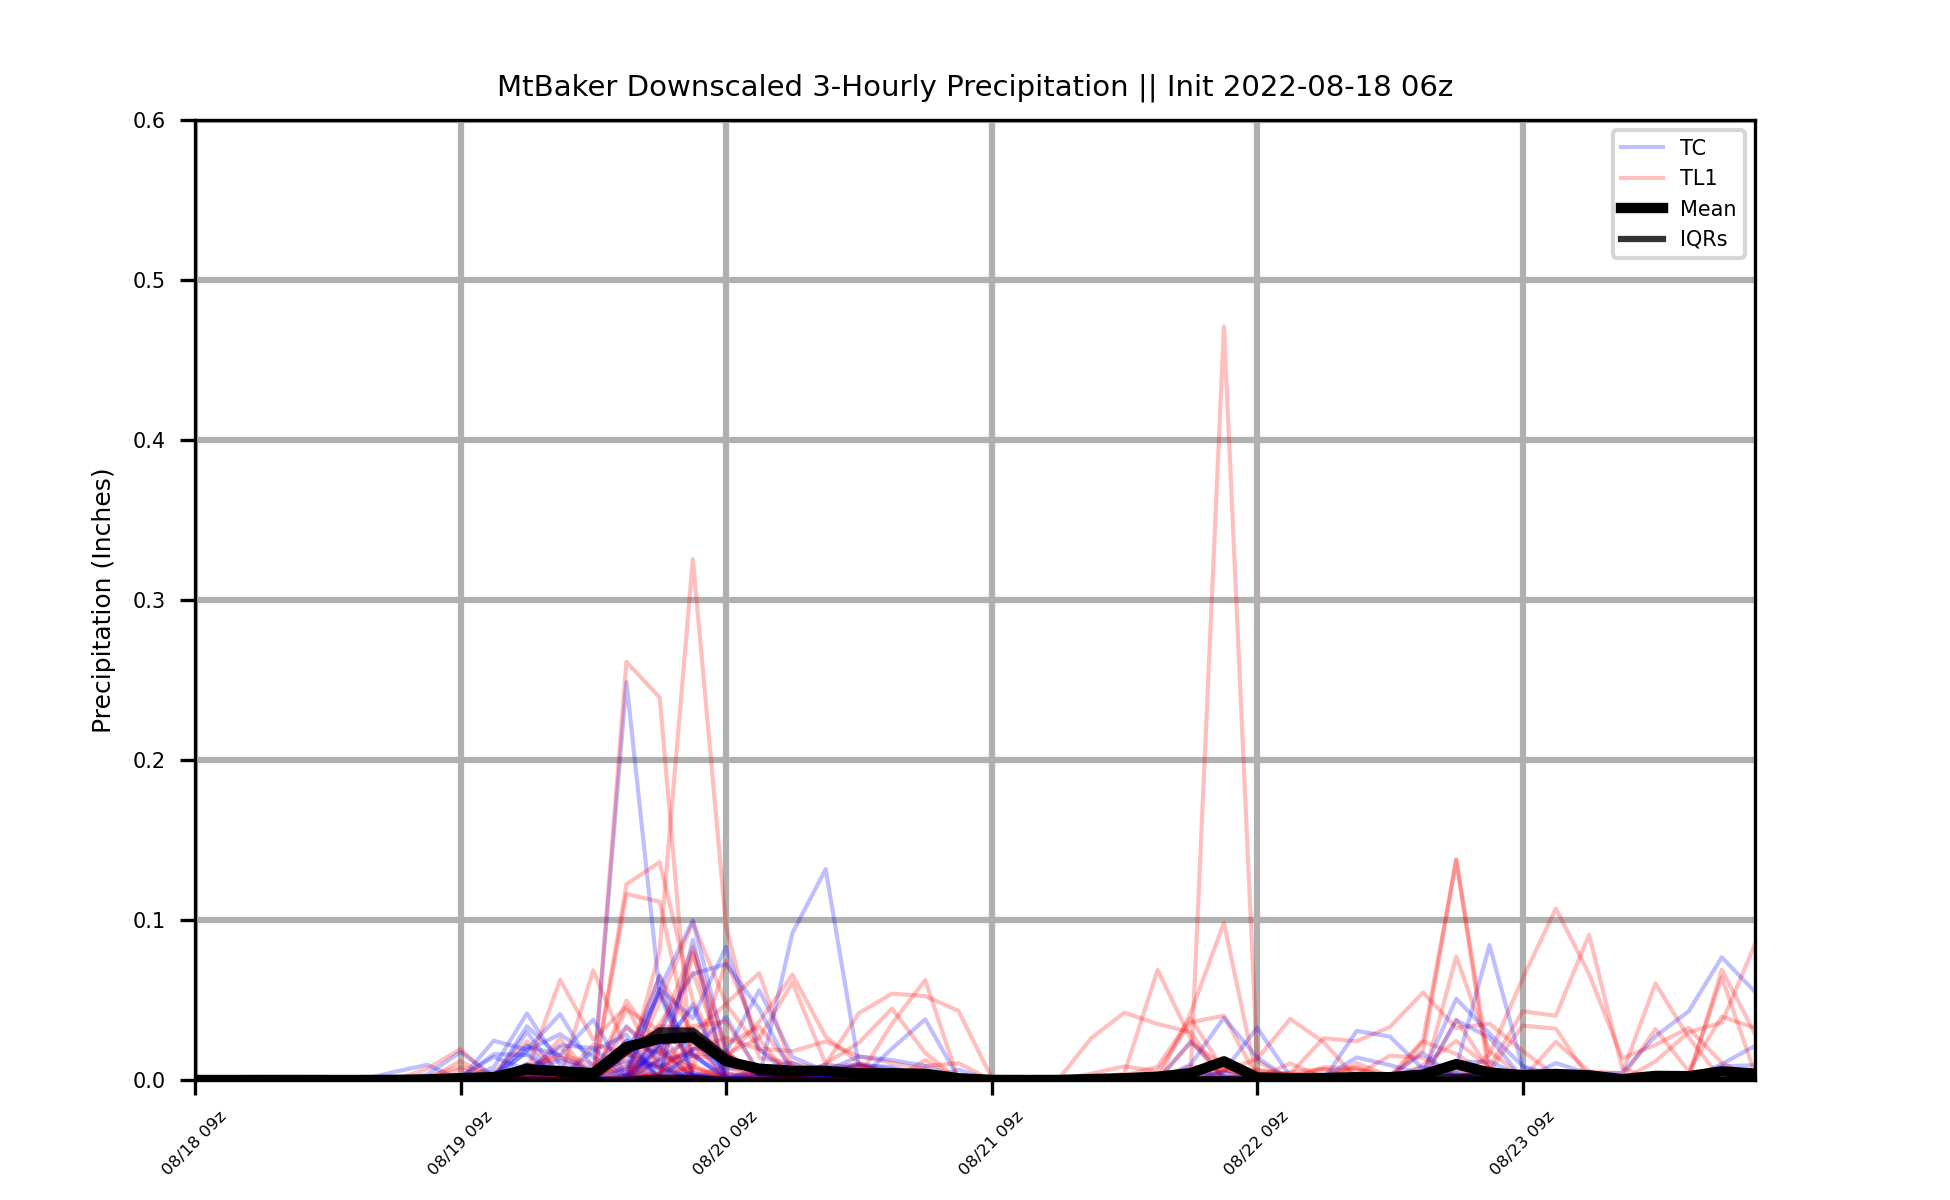 MtBaker Downscaled 3-Hourly Precipitation || Init 2022-08-18 06z
TC
TL1
Mean
IQRs
Precipitation (Inches)
0.6
0.5
0.4
0.3
0.2
0.1
0.0
08/18 09z
08/19 09z
08/20 09z
08/21 09z
08/22 09z
08/23 09z